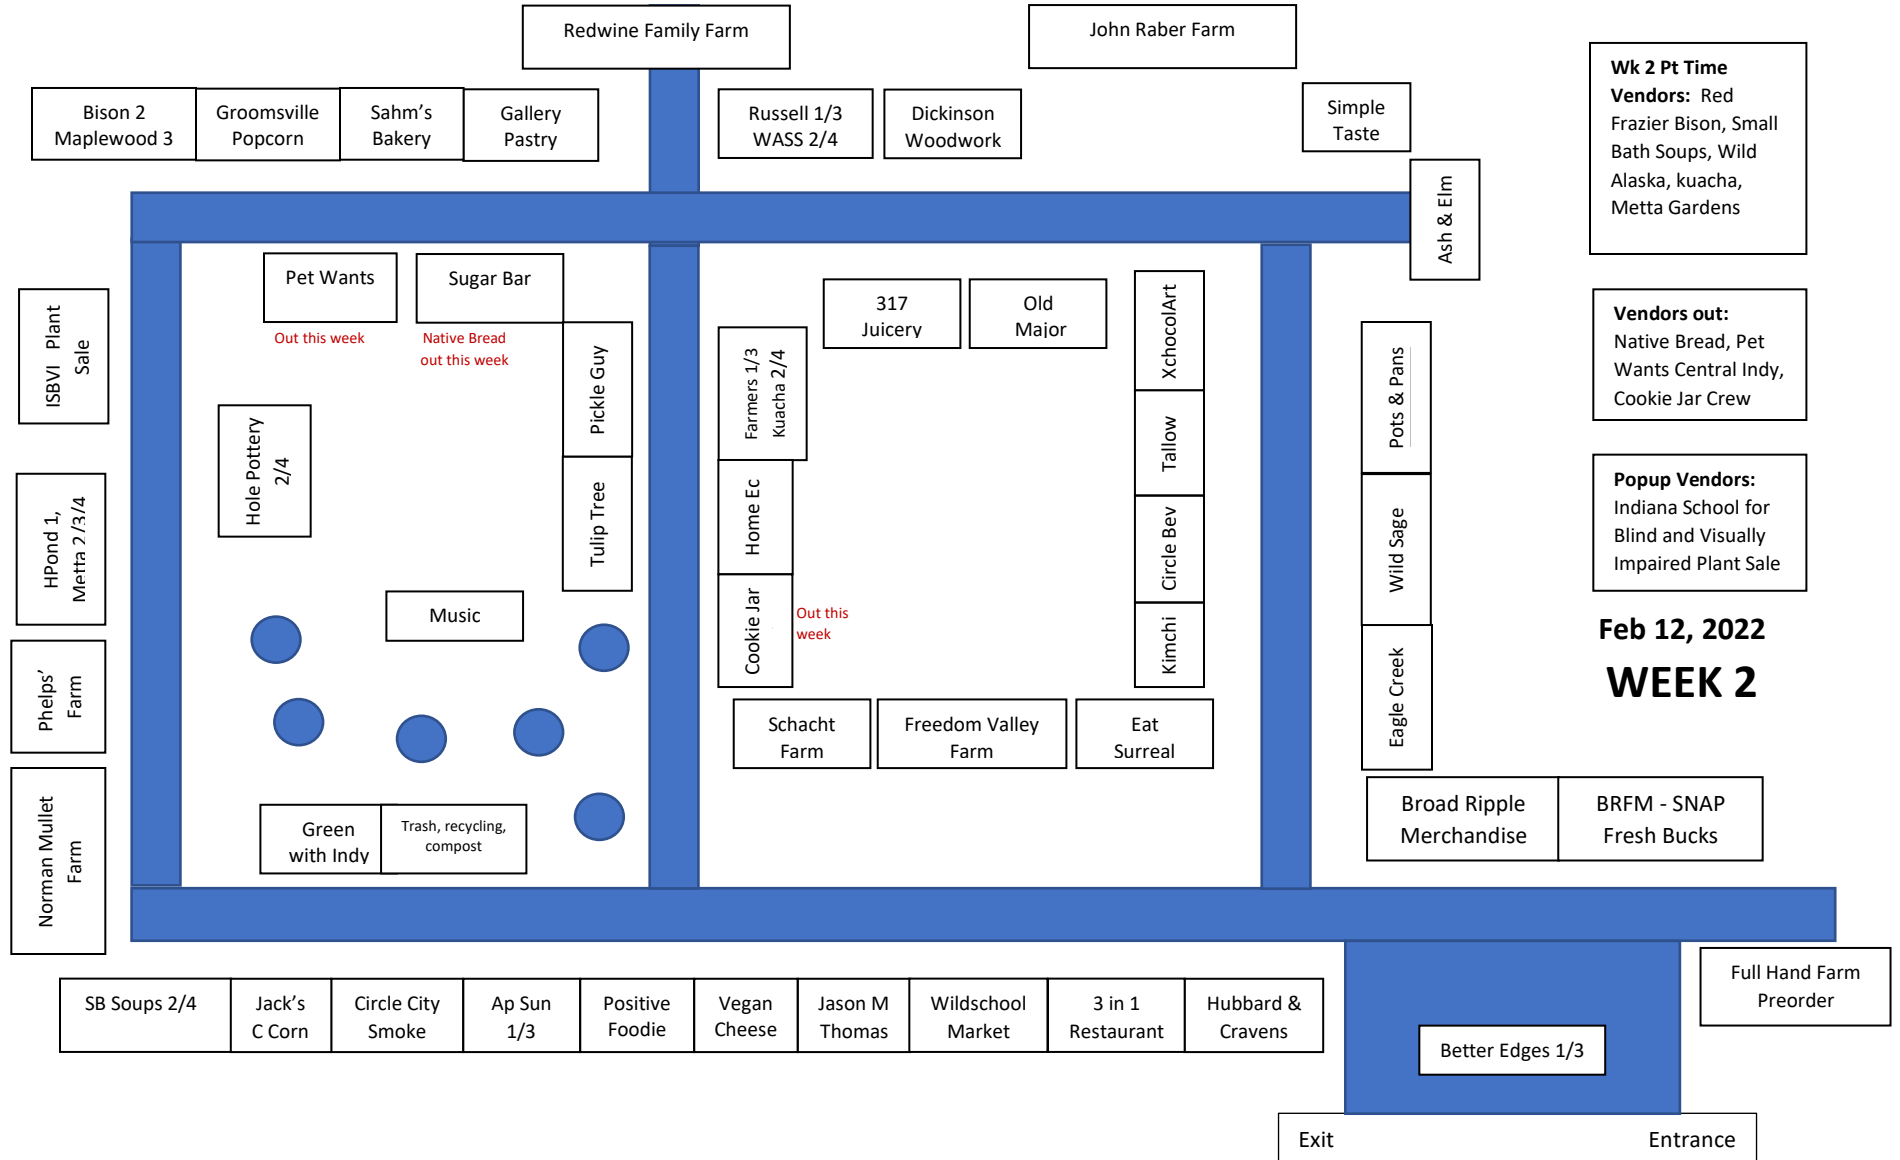 Redwine Family Farm
John Raber Farm
Bison 2
Maplewood 3
Groomsville
Popcorn
Sahm's
Bakery
Gallery
Pastry
Russell 1/3
WASS 2/4
Dickinson
Woodwork
Simple
Taste
Ash & Elm
Wk 2 Pt Time
Vendors: Red
Frazier Bison, Small
Bath Soups, Wild
Alaska, kuacha,
Metta Gardens
Vendors out:
Native Bread, Pet
Wants Central Indy,
Cookie Jar Crew
Popup Vendors:
Indiana School for
Blind and Visually
Impaired Plant Sale
Feb 12, 2022
WEEK 2
ISBVI Plant
Sale
HPond 1,
Metta 2/3/4
Phelps'
Farm
Norman Mullet
Farm
Pet Wants
Out this week
Sugar Bar
Native Bread
out this week
Hole Pottery
2/4
Pickle Guy
Tulip Tree
Music
Green
with Indy
Trash, recycling,
compost
Farmers 1/3
Kuacha 2/4
Home Ec
Cookie Jar
Out this
week
317
Juicery
Old
Major
XchocolArt
Tallow
Circle Bev
Kimchi
Schacht
Farm
Freedom Valley
Farm
Eat
Surreal
Pots & Pans
Wild Sage
Eagle Creek
Broad Ripple
Merchandise
BRFM - SNAP
Fresh Bucks
SB Soups 2/4
Jack's
C Corn
Circle City
Smoke
Ap Sun
1/3
Positive
Foodie
Vegan
Cheese
Jason M
Thomas
Wildschool
Market
3 in 1
Restaurant
Hubbard &
Cravens
Better Edges 1/3
Full Hand Farm
Preorder
Exit
Entrance